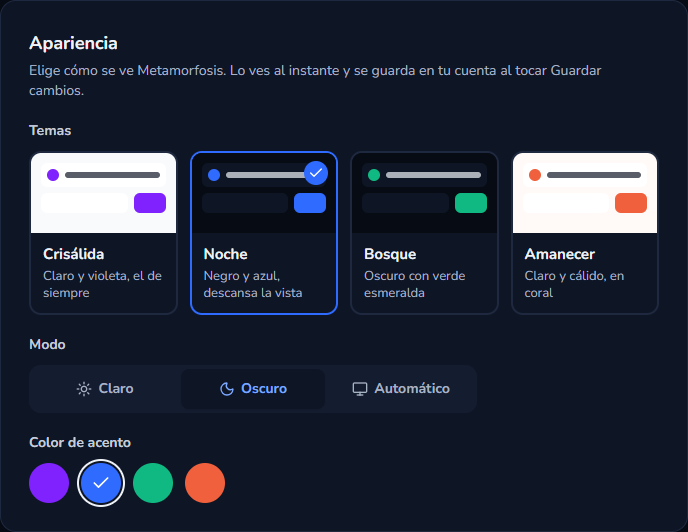 Apariencia
Elige cómo se ve Metamorfosis. Lo ves al instante y se guarda en tu cuenta al tocar Guardar
cambios.
Temas
Crisálida
Claro y violeta, el de
siempre
Noche
Negro y azul,
descansa la vista
Bosque
Oscuro con verde
esmeralda
Amanecer
Claro y cálido, en
coral
Modo
Claro
Oscuro
Automático
Color de acento